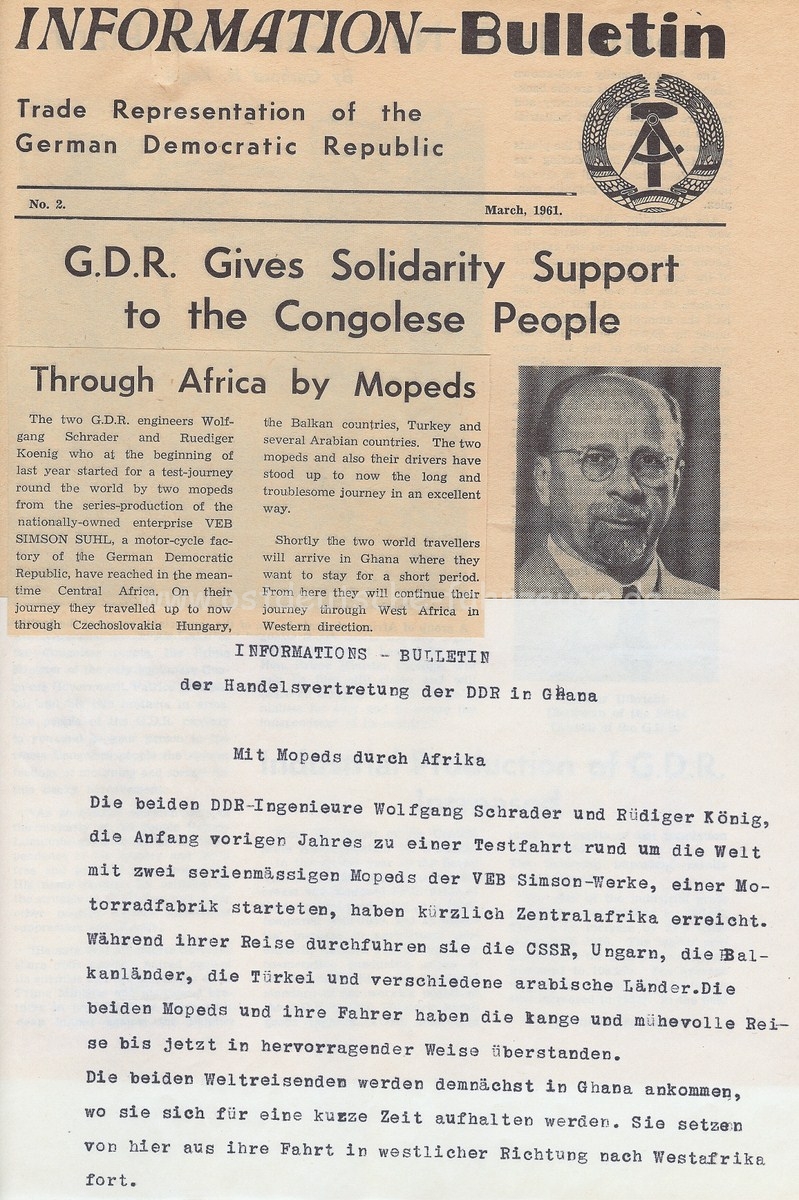 INFORMATION—Bulletin
Trade Representation of the
German Democratic Republic
No. 2.
March, 1961.
G.D.R. Gives Solidarity Support
to the Congolese People
Through Africa by Mopeds
The two G.D.R. engineers Wolf-
gang Schrader and Ruediger
Koenig who at the beginning of
last year started for a test-journey
round the world by two mopeds
from the series-production of the
nationally-owned enterprise VEB
SIMSON SUHL, a motor-cycle fac-
tory of the German Democratic
Republic, have reached in the mean-
time Central Africa. On their
journey they travelled up to now
through Czechoslovakia Hungary,
the Balkan countries, Turkey and
several Arabian countries. The two
mopeds and also their drivers have
stood up to now the long and
troublesome journey in an excellent
way.
Shortly the two world travellers
will arrive in Ghana where they
want to stay for a short period.
From here they will continue their
journey through West Africa in
Western direction.
INFORMATIONS - BULLETIN
der Handelsvertretung der DDR in Ghana
Mit Mopeds durch Afrika
Die beiden DDR-Ingenieure Wolfgang Schrader und Rüdiger König,
die Anfang vorigen Jahres zu einer Testfahrt rund um die Welt
mit zwei serienmässigen Mopeds der VEB Simson-Werke, einer Mo-
torradfabrik starteten, haben kürzlich Zentralafrika erreicht.
Während ihrer Reise durchfuhren sie die CSSR, Ungarn, die Bal-
kanländer, die Türkei und verschiedene arabische Länder.Die
beiden Mopeds und ihre Fahrer haben die lange und mühevolle Rei-
se bis jetzt in hervorragender Weise überstanden.
Die beiden Weltreisenden werden demnächst in Ghana ankommen,
wo sie sich für eine kurze Zeit aufhalten werden. Sie setzen
von hier aus ihre Fahrt in westlicher Richtung nach Westafrika
fort.